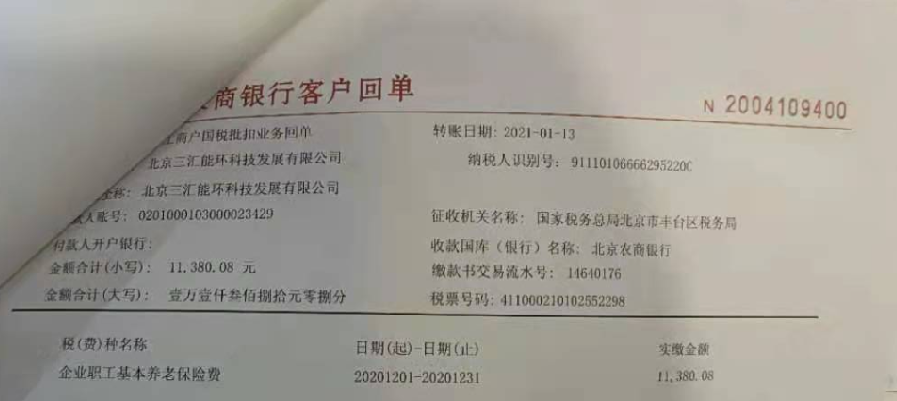 商银行客户回单
N 2004109400
商户国税批扣业务回单
转账日期: 2021-01-13
北京三汇能环科技发展有限公司
纳税人识别号: 91110106666295220C
全称: 北京三汇能环科技发展有限公司
人账号: 0201000103000023429
征收机关名称: 国家税务总局北京市丰台区税务局
付款人开户银行:
收款国库(银行)名称: 北京农商银行
金额合计(小写): 11,380.08 元
缴款书交易流水号: 14640176
金额合计(大写): 壹万壹仟叁佰捌拾元零捌分
税票号码: 411000210102552298
税(费)种名称 日期(起)-日期(止) 实缴金额
企业职工基本养老保险费 20201201-20201231 11,380.08